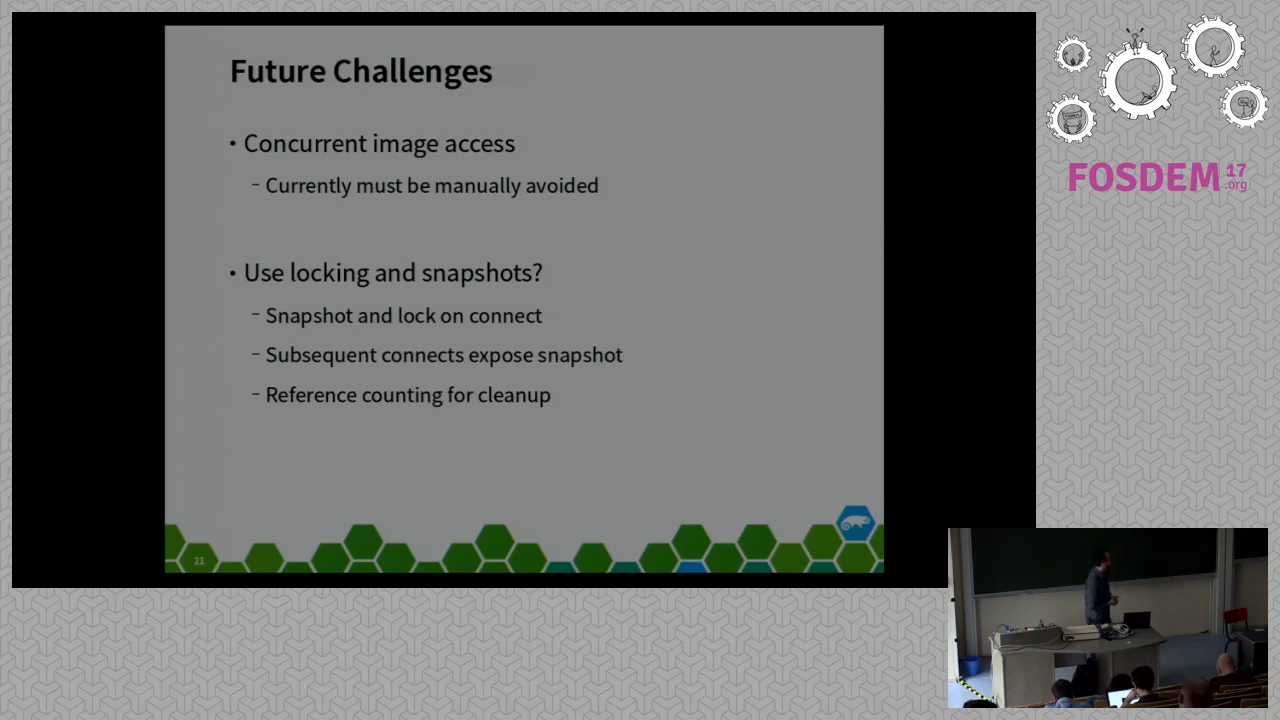 Future Challenges
• Concurrent image access
– Currently must be manually avoided
• Use locking and snapshots?
– Snapshot and lock on connect
– Subsequent connects expose snapshot
– Reference counting for cleanup
21
FOSDEM 17
.org